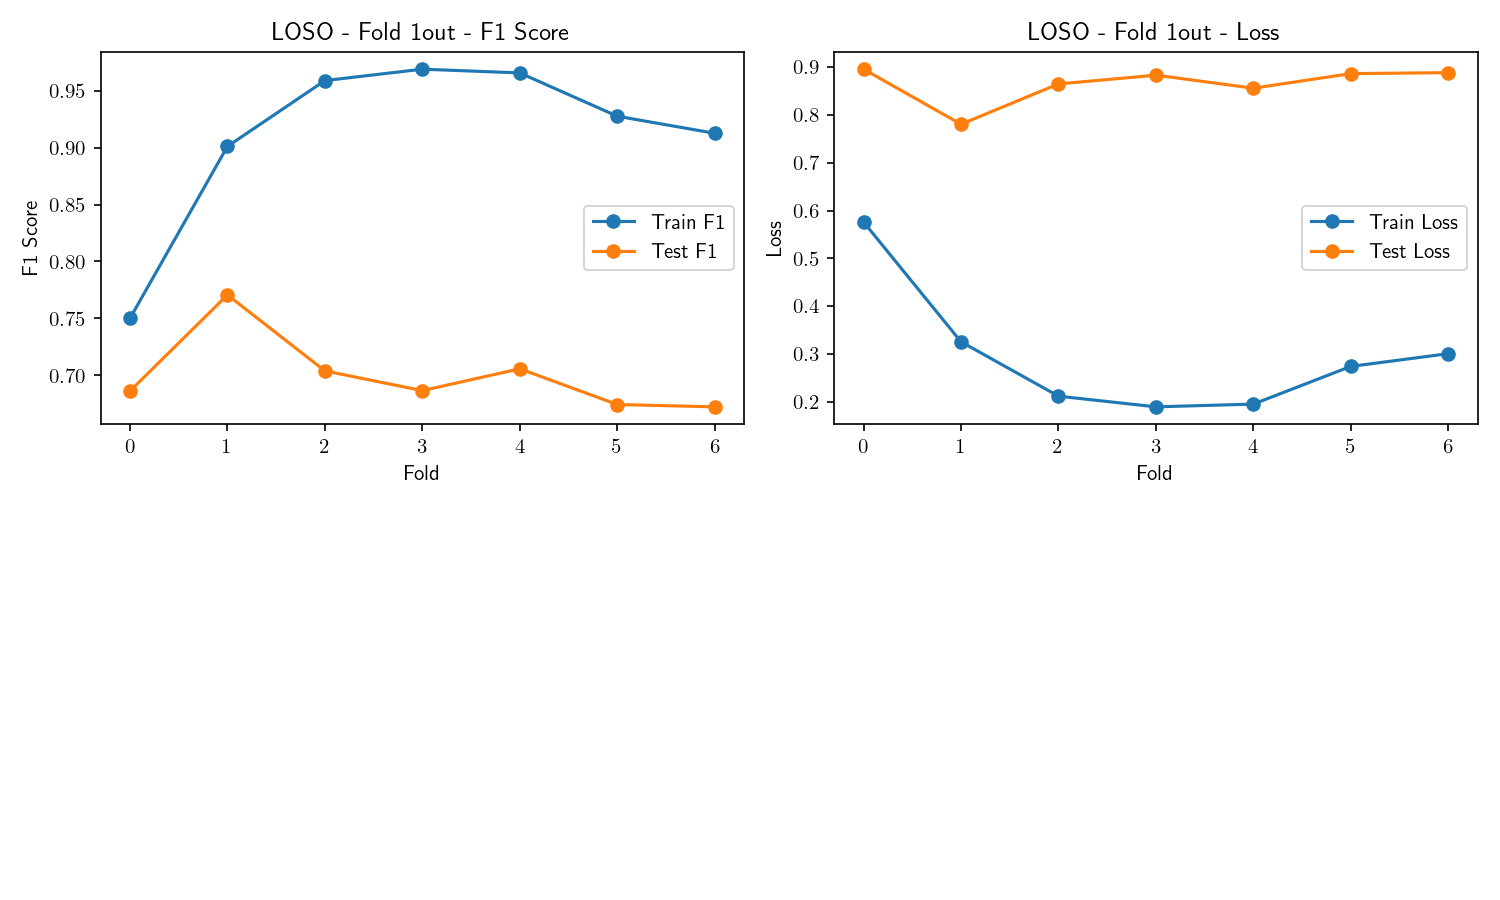 LOSO - Fold 1out - F1 Score
F1 Score
0.95
0.90
0.85
0.80
0.75
0.70
Train F1
Test F1
0 1 2 3 4 5 6
Fold
LOSO - Fold 1out - Loss
Loss
0.9
0.8
0.7
0.6
0.5
0.4
0.3
0.2
Train Loss
Test Loss
0 1 2 3 4 5 6
Fold